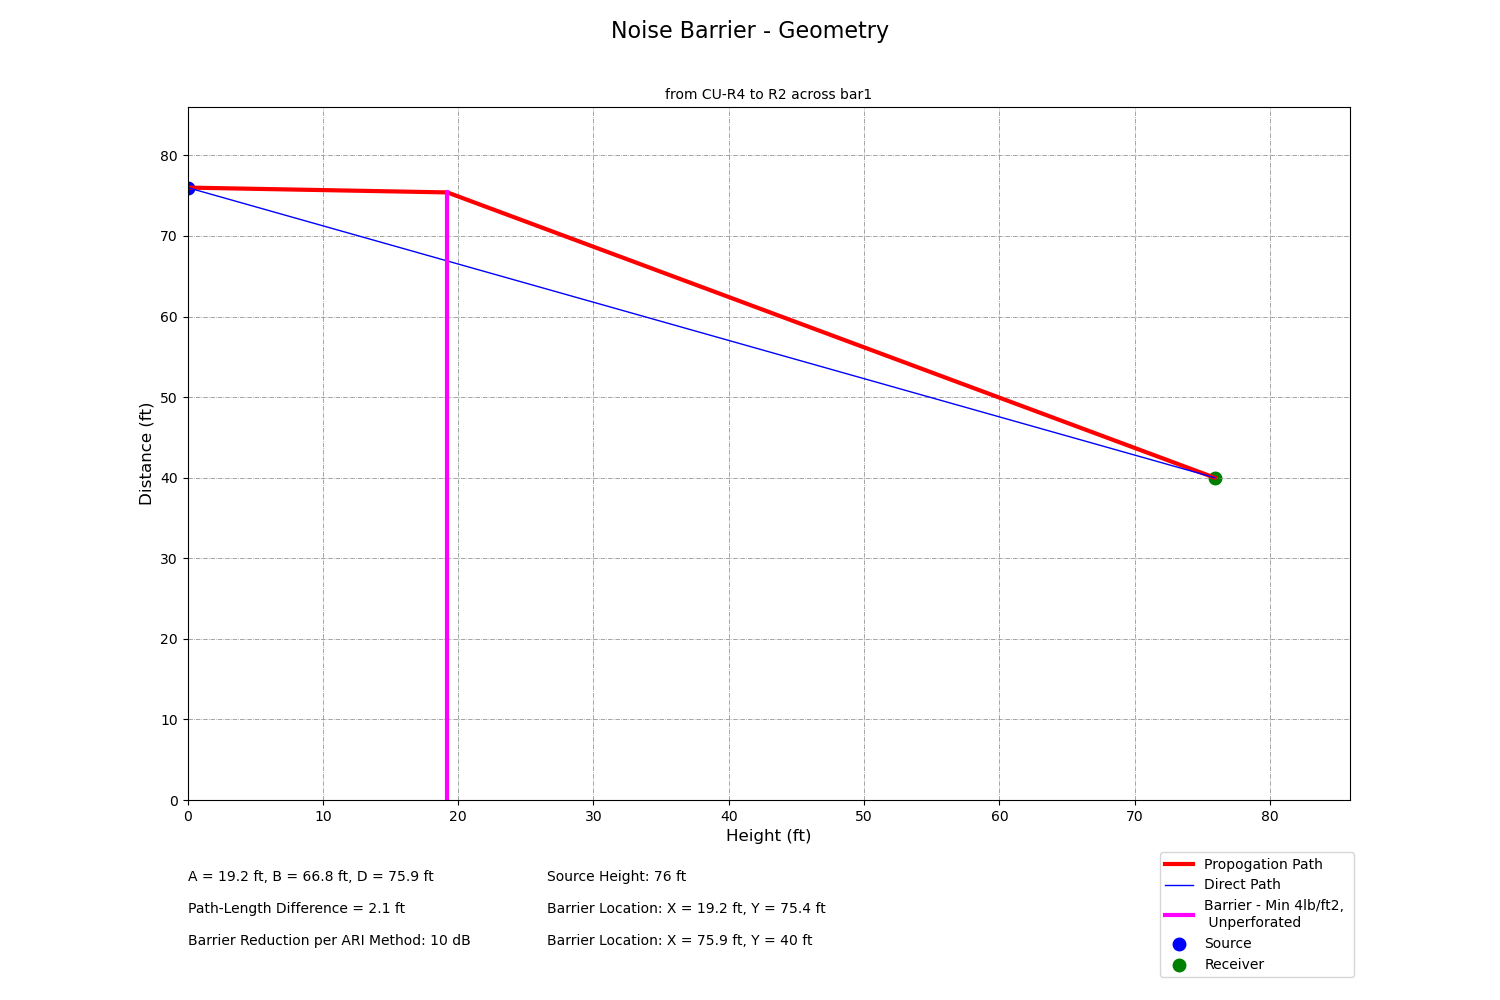 Noise Barrier - Geometry
from CU-R4 to R2 across bar1
80
70
60
50
40
30
20
10
0
Distance (ft)
0 10 20 30 40 50 60 70 80
Height (ft)
A = 19.2 ft, B = 66.8 ft, D = 75.9 ft
Path-Length Difference = 2.1 ft
Barrier Reduction per ARI Method: 10 dB
Source Height: 76 ft
Barrier Location: X = 19.2 ft, Y = 75.4 ft
Barrier Location: X = 75.9 ft, Y = 40 ft
Propogation Path
Direct Path
Barrier - Min 4lb/ft2,
Unperforated
Source
Receiver